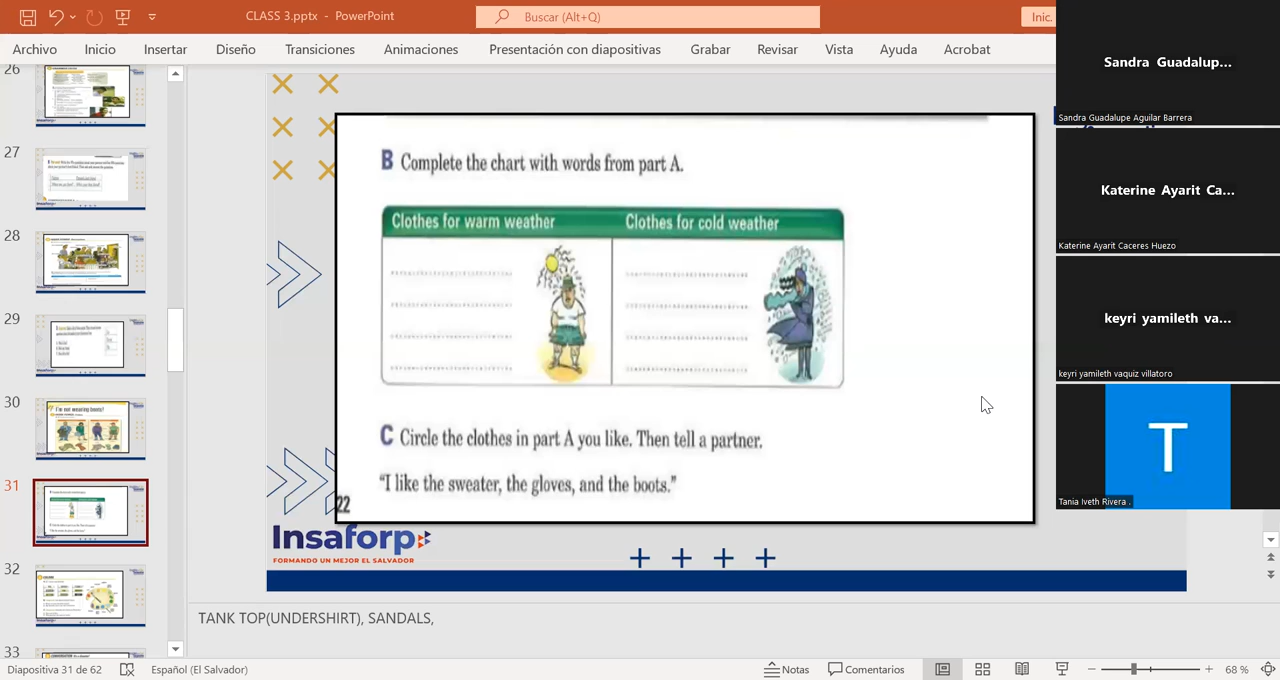 CLASS 3.pptx - PowerPoint
Buscar (Alt+Q)
Inic.
Archivo Inicio Insertar Diseño Transiciones Animaciones Presentación con diapositivas Grabar Revisar Vista Ayuda Acrobat
26
27
28
29
30
I'm not wearing boots!
31
32
33
B Complete the chart with words from part A.
Clothes for warm weather Clothes for cold weather
C Circle the clothes in part A you like. Then tell a partner.
“I like the sweater, the gloves, and the boots.”
22
Insaforp
FORMANDO UN MEJOR EL SALVADOR
TANK TOP(UNDERSHIRT), SANDALS,
Sandra Guadalup...
Sandra Guadalupe Aguilar Barrera
Katerine Ayarit Ca...
Katerine Ayarit Caceres Huezo
keyri yamileth va...
keyri yamileth vaquiz villatoro
T
Tania Iveth Rivera .
Diapositiva 31 de 62 Español (El Salvador) Notas Comentarios 68 %